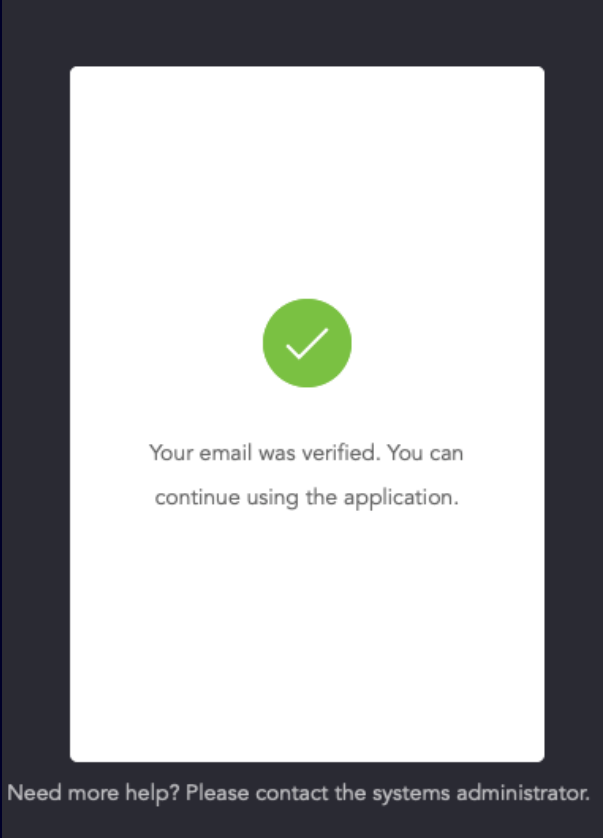 Your email was verified. You can
continue using the application.
Need more help? Please contact the systems administrator.